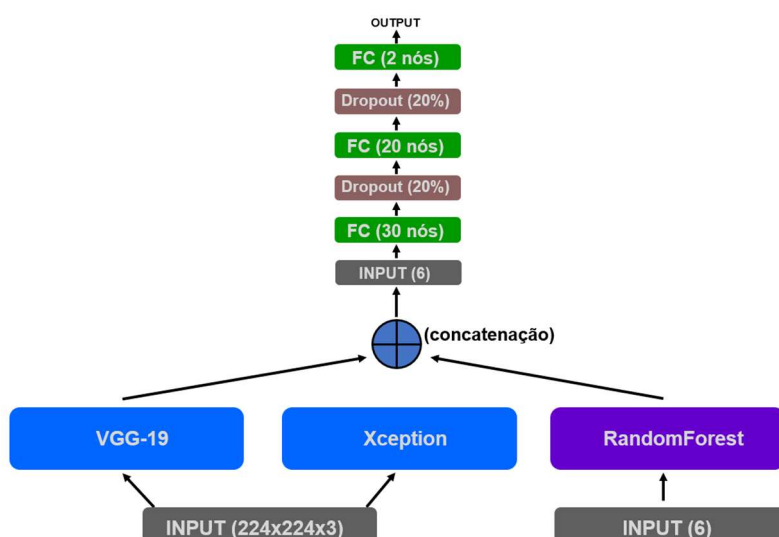 OUTPUT
FC (2 nós)
Dropout (20%)
FC (20 nós)
Dropout (20%)
FC (30 nós)
INPUT (6)
(concatenação)
VGG-19
Xception
RandomForest
INPUT (224x224x3)
INPUT (6)